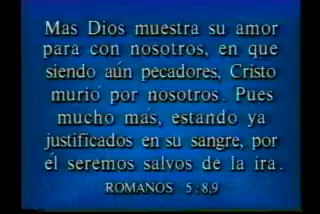 Mas Dios muestra su amor
para con nosotros, en que
siendo aún pecadores, Cristo
murió por nosotros. Pues
mucho mas, estando ya
justificados en su sangre, por
él seremos salvos de la ira.
ROMANOS 5:8,9